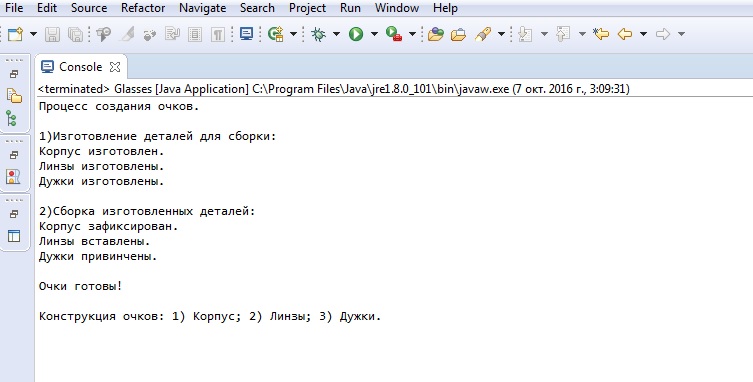 File Edit Source Refactor Navigate Search Project Run Window Help
Console
<terminated> Glasses [Java Application] C:\Program Files\Java\jre1.8.0_101\bin\javaw.exe (7 окт. 2016 г., 3:09:31)
Процесс создания очков.
1)Изготовление деталей для сборки:
Корпус изготовлен.
Линзы изготовлены.
Дужки изготовлены.
2)Сборка изготовленных деталей:
Корпус зафиксирован.
Линзы вставлены.
Дужки привинчены.
Очки готовы!
Конструкция очков: 1) Корпус; 2) Линзы; 3) Дужки.